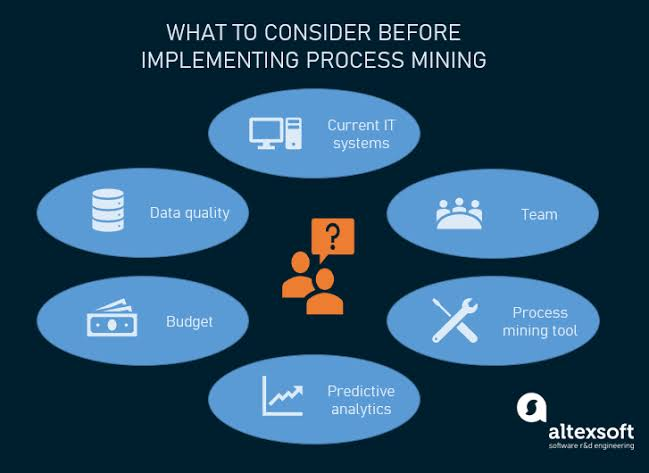 WHAT TO CONSIDER BEFORE
IMPLEMENTING PROCESS MINING
Current IT
systems
Data quality
Team
?
Budget
Process
mining tool
Predictive
analytics
altexsoft
software r&d engineering